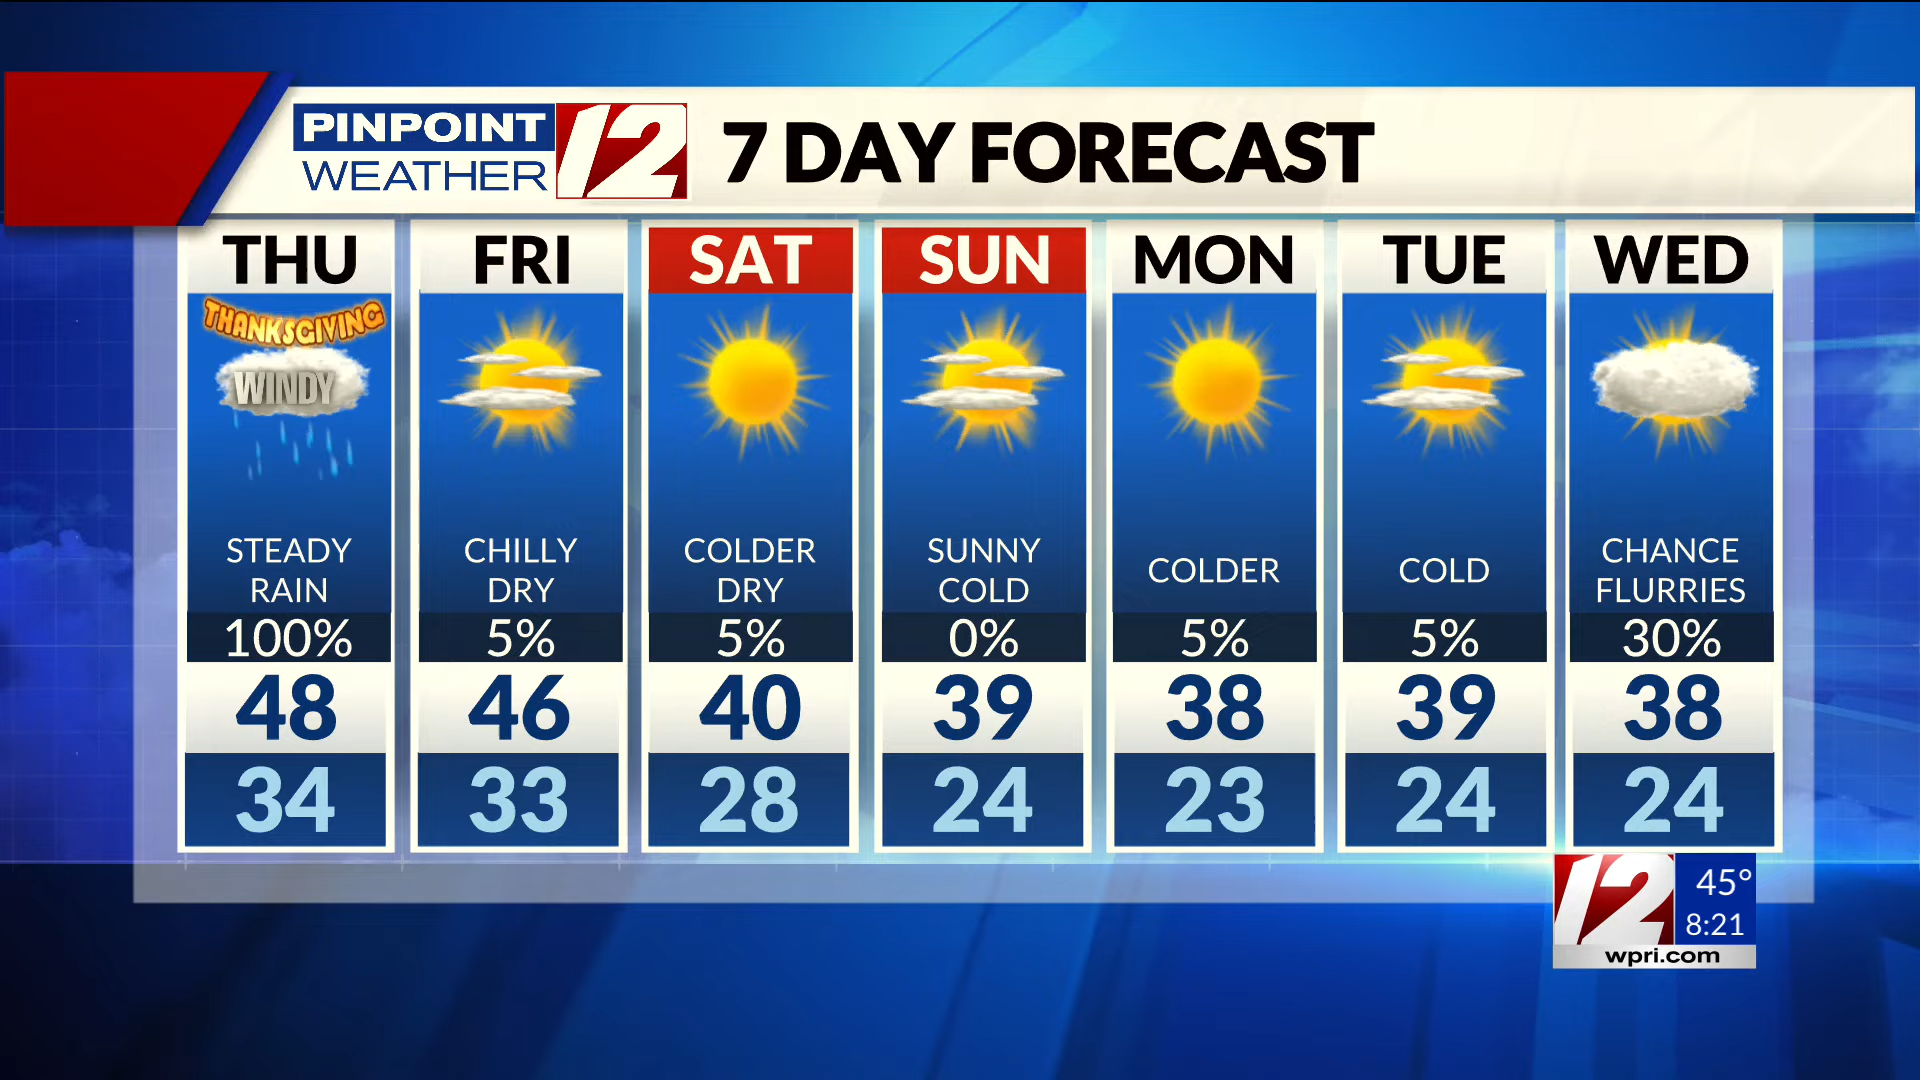 PINPOINT
WEATHER
12
7 DAY FORECAST
THU
FRI
SAT
SUN
MON
TUE
WED
THANKSGIVING
WINDY
STEADY
RAIN
CHILLY
DRY
COLDER
DRY
SUNNY
COLD
COLDER
COLD
CHANCE
FLURRIES
100%
5%
5%
0%
5%
5%
30%
48
46
40
39
38
39
38
34
33
28
24
23
24
24
12
45°
8:21
wpri.com